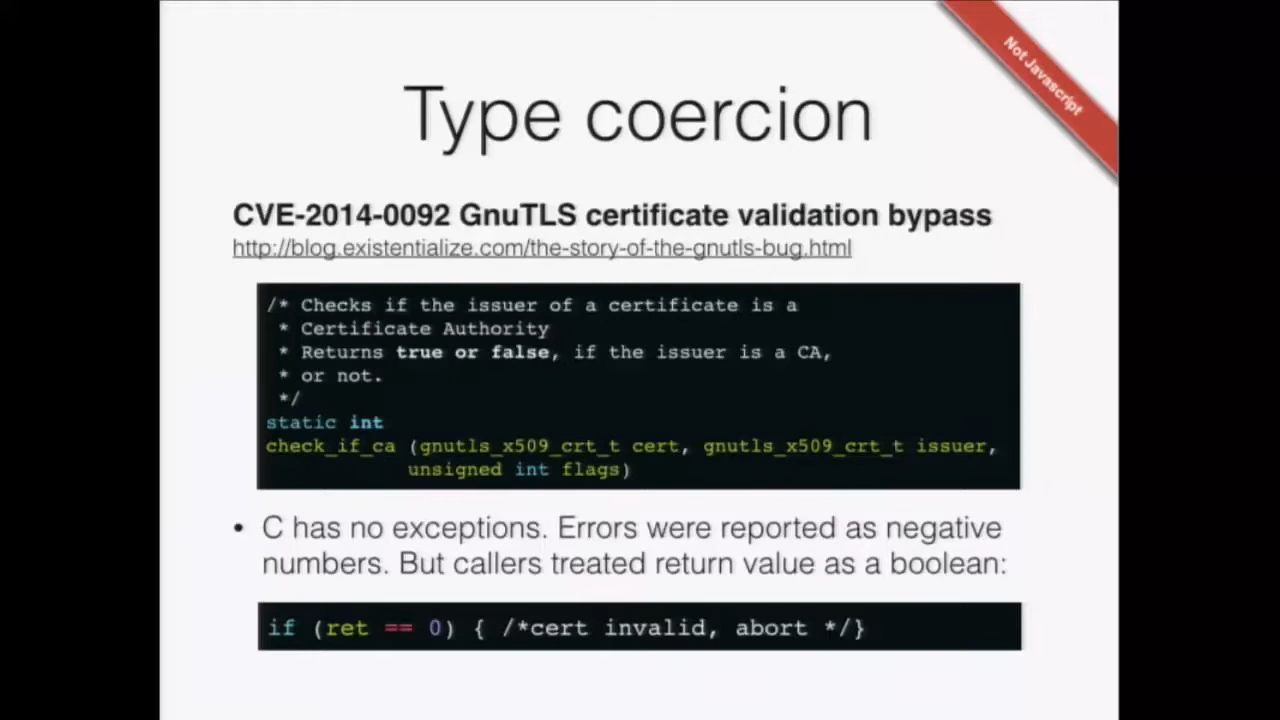 Not Javascript
Type coercion
CVE-2014-0092 GnuTLS certificate validation bypass
http://blog.existentialize.com/the-story-of-the-gnutls-bug.html
/* Checks if the issuer of a certificate is a
* Certificate Authority
* Returns true or false, if the issuer is a CA,
* or not.
*/
static int
check_if_ca (gnutls_x509_crt_t cert, gnutls_x509_crt_t issuer,
unsigned int flags)
• C has no exceptions. Errors were reported as negative
numbers. But callers treated return value as a boolean:
if (ret == 0) { /*cert invalid, abort */}